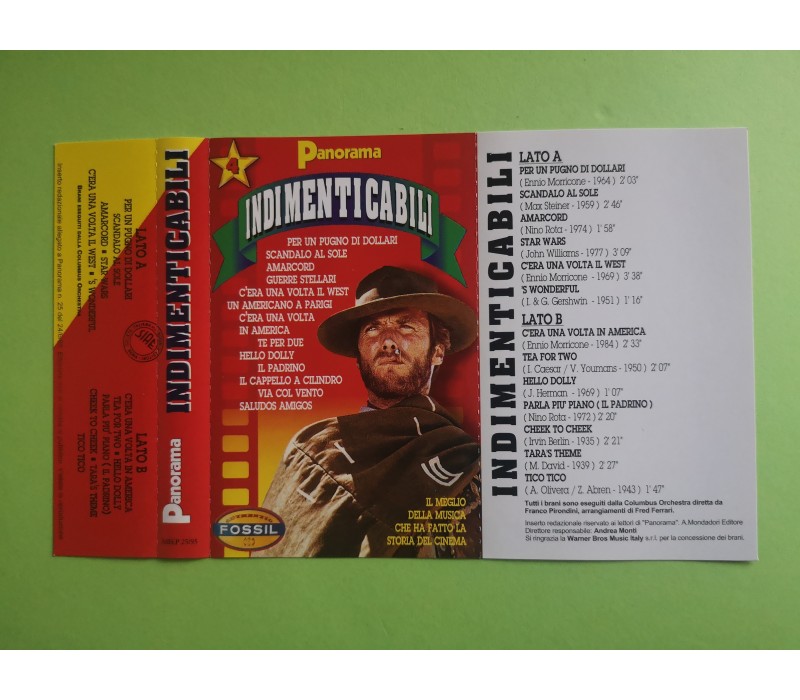 Inserto redazionale allegato a Panorama n. 25 del
LATO A
PER UN PUGNO DI DOLLARI
SCANDALO AL SOLE
AMARCORD • STAR WARS
C'ERA UNA VOLTA IL WEST • 'S WONDERFUL
BRANI ESEGUITI DALLA COLUMBUS ORCHESTRA
LATO B
C'ERA UNA VOLTA IN AMERICA
TEA FOR TWO • HELLO DOLLY
PARLA PIU' PIANO (IL PADRINO)
CHEEK TO CHEEK • TARA'S THEME
TICO TICO
Panorama INDIMENTICABILI
4
Panorama
INDIMENTICABILI
PER UN PUGNO DI DOLLARI
SCANDALO AL SOLE
AMARCORD
GUERRE STELLARI
C'ERA UNA VOLTA IL WEST
UN AMERICANO A PARIGI
C'ERA UNA VOLTA
IN AMERICA
TE PER DUE
HELLO DOLLY
IL PADRINO
IL CAPPELLO A CILINDRO
VIA COL VENTO
SALUDOS AMIGOS
FOSSIL
IL MEGLIO
DELLA MUSICA
CHE HA FATTO LA
STORIA DEL CINEMA
INDIMENTICABILI
LATO A
PER UN PUGNO DI DOLLARI
( Ennio Morricone - 1964 ) 2' 03"
SCANDALO AL SOLE
( Max Steiner - 1959 ) 2' 46"
AMARCORD
( Nino Rota - 1974 ) 1' 58"
STAR WARS
( John Williams - 1977 ) 3' 09"
C'ERA UNA VOLTA IL WEST
( Ennio Morricone - 1969 ) 3' 38"
'S WONDERFUL
( I. & G. Gershwin - 1951 ) 1' 16"
LATO B
C'ERA UNA VOLTA IN AMERICA
( Ennio Morricone - 1984 ) 2' 33"
TEA FOR TWO
( I. Caesar / V. Youmans - 1950 ) 2' 07"
HELLO DOLLY
( J. Herman - 1969 ) 1' 07"
PARLA PIU' PIANO ( IL PADRINO )
( Nino Rota - 1972 ) 2' 20"
CHEEK TO CHEEK
( Irvin Berlin - 1935 ) 2' 21"
TARA'S THEME
( M. David - 1939 ) 2' 27"
TICO TICO
( A. Olivera / Z. Abren - 1943 ) 1' 47"
Tutti i brani sono eseguiti dalla Columbus Orchestra diretta da
Franco Pirondini, arrangiamenti di Fred Ferrari.
Inserto redazionale riservato ai lettori di "Panorama". A.Mondadori Editore
Direttore responsabile: Andrea Monti
Si ringrazia la Warner Bros Music Italy s.r.l. per la concessione dei brani.